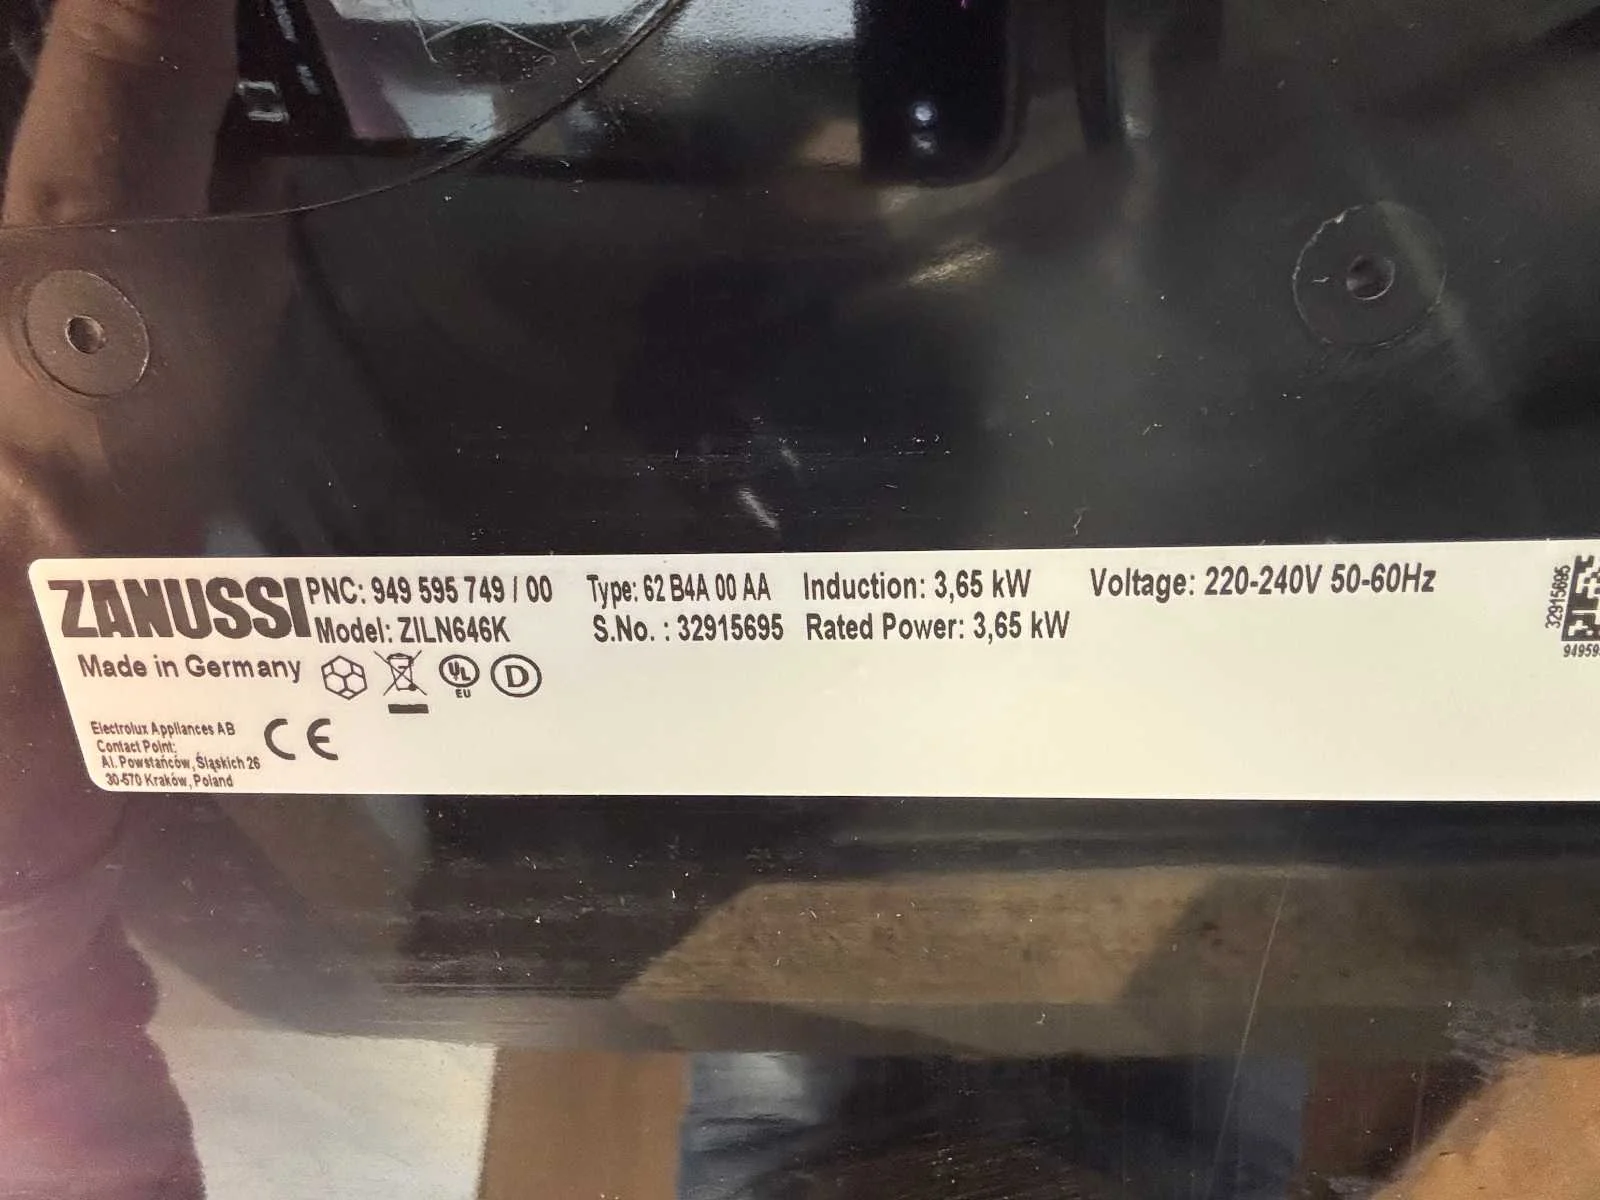 ZANUSSI
PNC: 949 595 749 / 00 Type: 62 B4A 00 AA Induction: 3,65 kW Voltage: 220-240V 50-60Hz
Model: ZILN646K S.No. : 32915695 Rated Power: 3,65 kW
Made in Germany
UL
EU
D
Electrolux Appliances AB
Contact Point:
Al. Powstańców, Śląskich 26
30-570 Kraków, Poland
CE
32915695